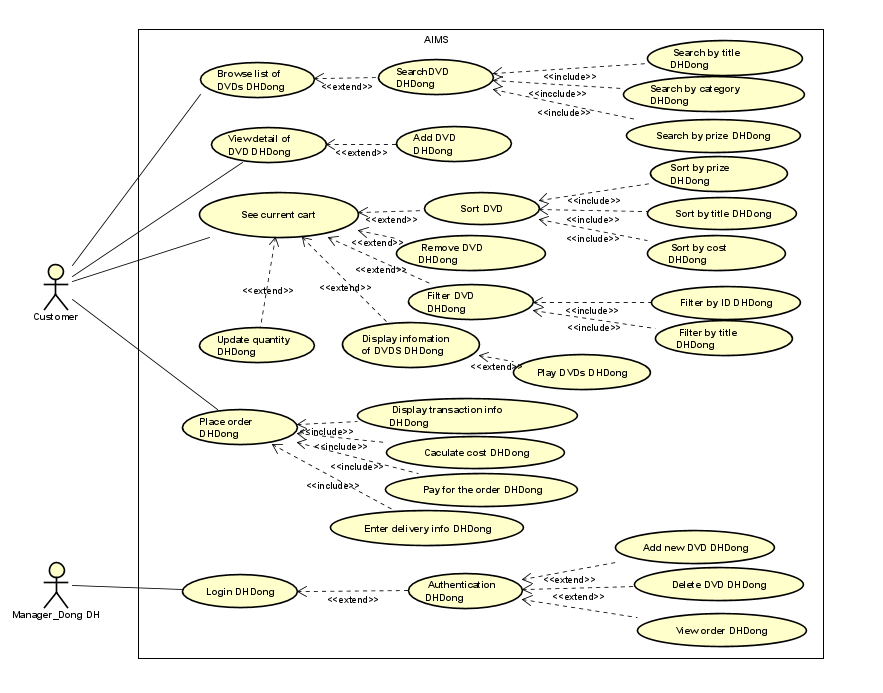 AIMS
Browse list of
DVDs DHDong
<<extend>>
SearchDVD
DHDong
<<include>>
<<incclude>>
<<include>>
Search by title
DHDong
Search by category
DHDong
Search by prize DHDong
Viewdetail of
DVD DHDong
<<extend>>
Add DVD
DHDong
See current cart
<<extend>>
Sort DVD
<<include>>
<<include>>
<<include>>
Sort by prize
DHDong
Sort by title DHDong
Sort by cost
DHDong
<<extend>>
Remove DVD
DHDong
<<extend>>
Filter DVD
DHDong
<<include>>
<<include>>
Filter by ID DHDong
Filter by title
DHDong
<<extend>>
<<extend>>
Customer
Update quantity
DHDong
Display infomation
of DVDS DHDong
<<extend>>
Play DVDs DHDong
Place order
DHDong
<<include>>
<<include>>
<<include>>
<<include>>
Display transaction info
DHDong
Caculate cost DHDong
Pay for the order DHDong
Enter delivery info DHDong
Manager_Dong DH
Login DHDong
<<extend>>
Authentication
DHDong
<<extend>>
<<extend>>
Add new DVD DHDong
Delete DVD DHDong
View order DHDong